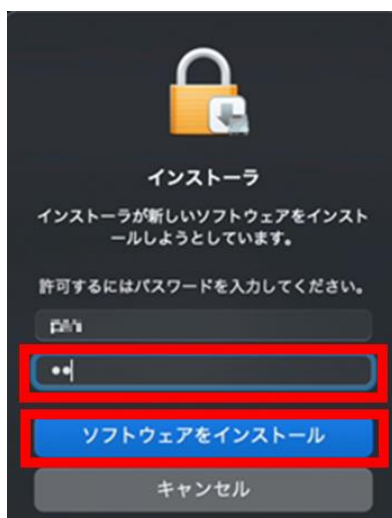 インストーラ
インストーラが新しいソフトウェアをインスト
ールしようとしています。
許可するにはパスワードを入力してください。
••
ソフトウェアをインストール
キャンセル